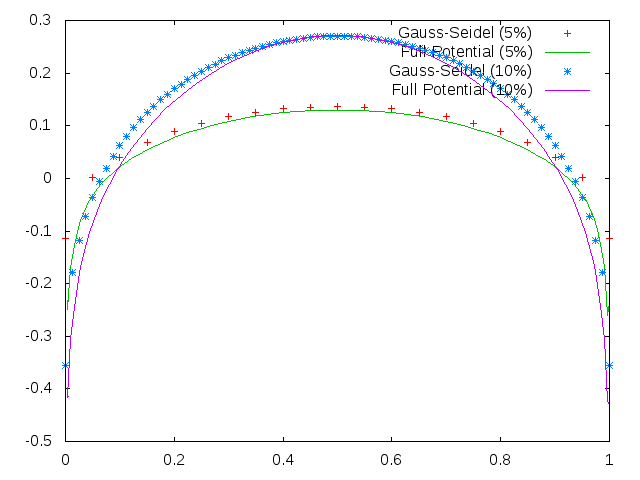 0.3
0.2
0.1
0
-0.1
-0.2
-0.3
-0.4
-0.5
Gauss-Seidel (5%)
Full Potential (5%)
Gauss-Seidel (10%)
Full Potential (10%)
0 0.2 0.4 0.6 0.8 1